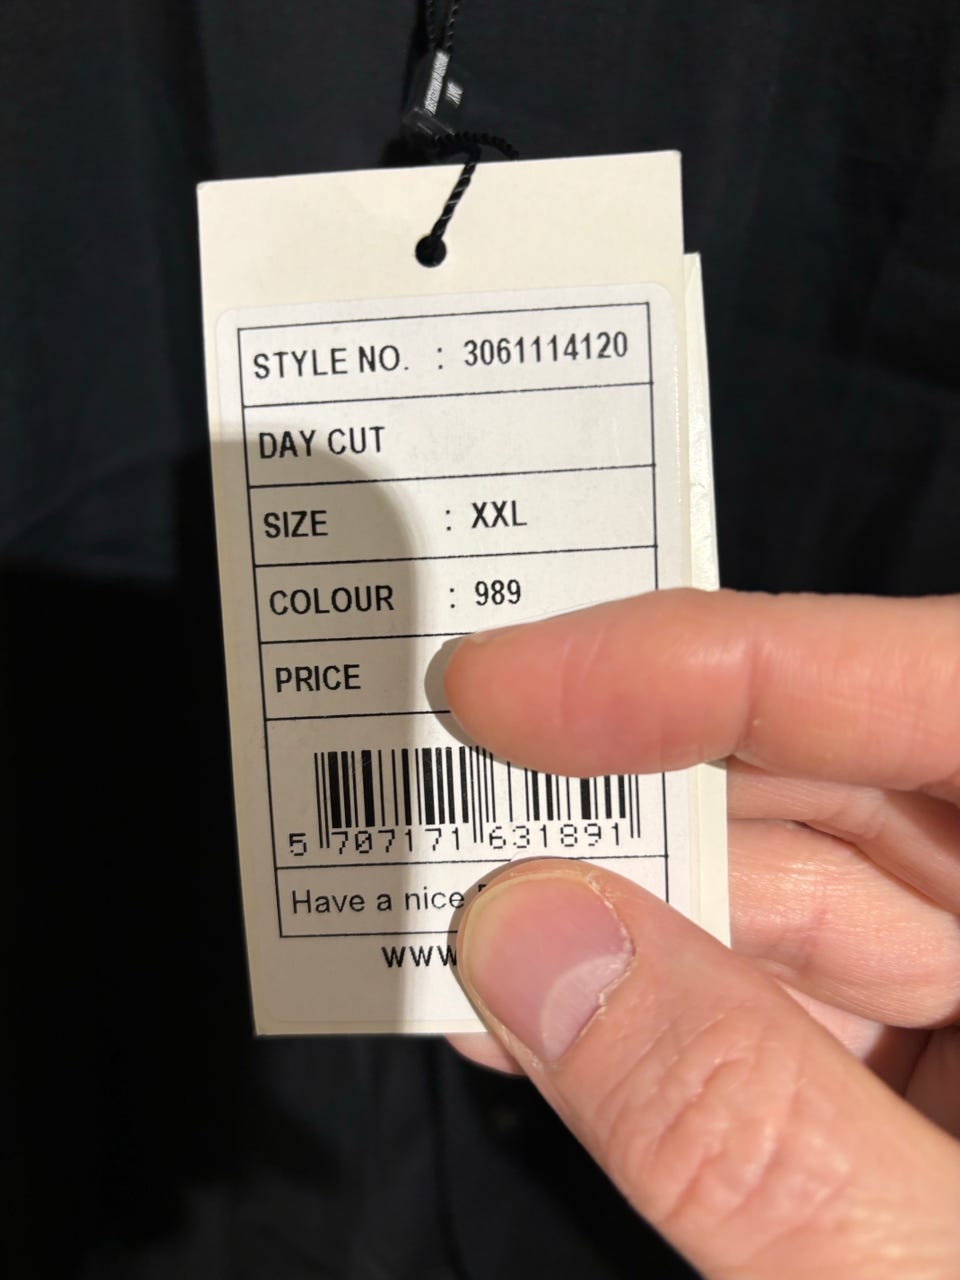 STYLE NO. : 3061114120
DAY CUT
SIZE : XXL
COLOUR : 989
PRICE
5 707171 631891
Have a nice
www